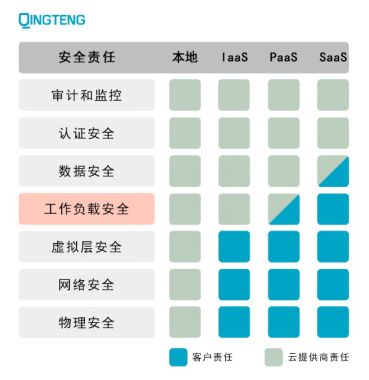 QINGTENG
安全责任 本地 IaaS PaaS SaaS
审计和监控
认证安全
数据安全
工作负载安全
虚拟层安全
网络安全
物理安全
客户责任 云提供商责任